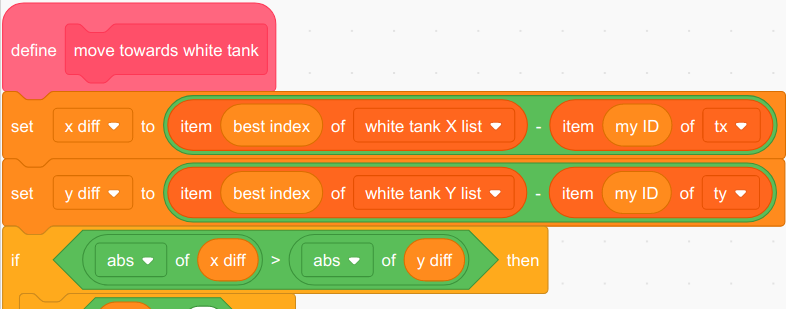 define move towards white tank
set x diff to item best index of white tank X list - item my ID of tx
set y diff to item best index of white tank Y list - item my ID of ty
if abs of x diff > abs of y diff then